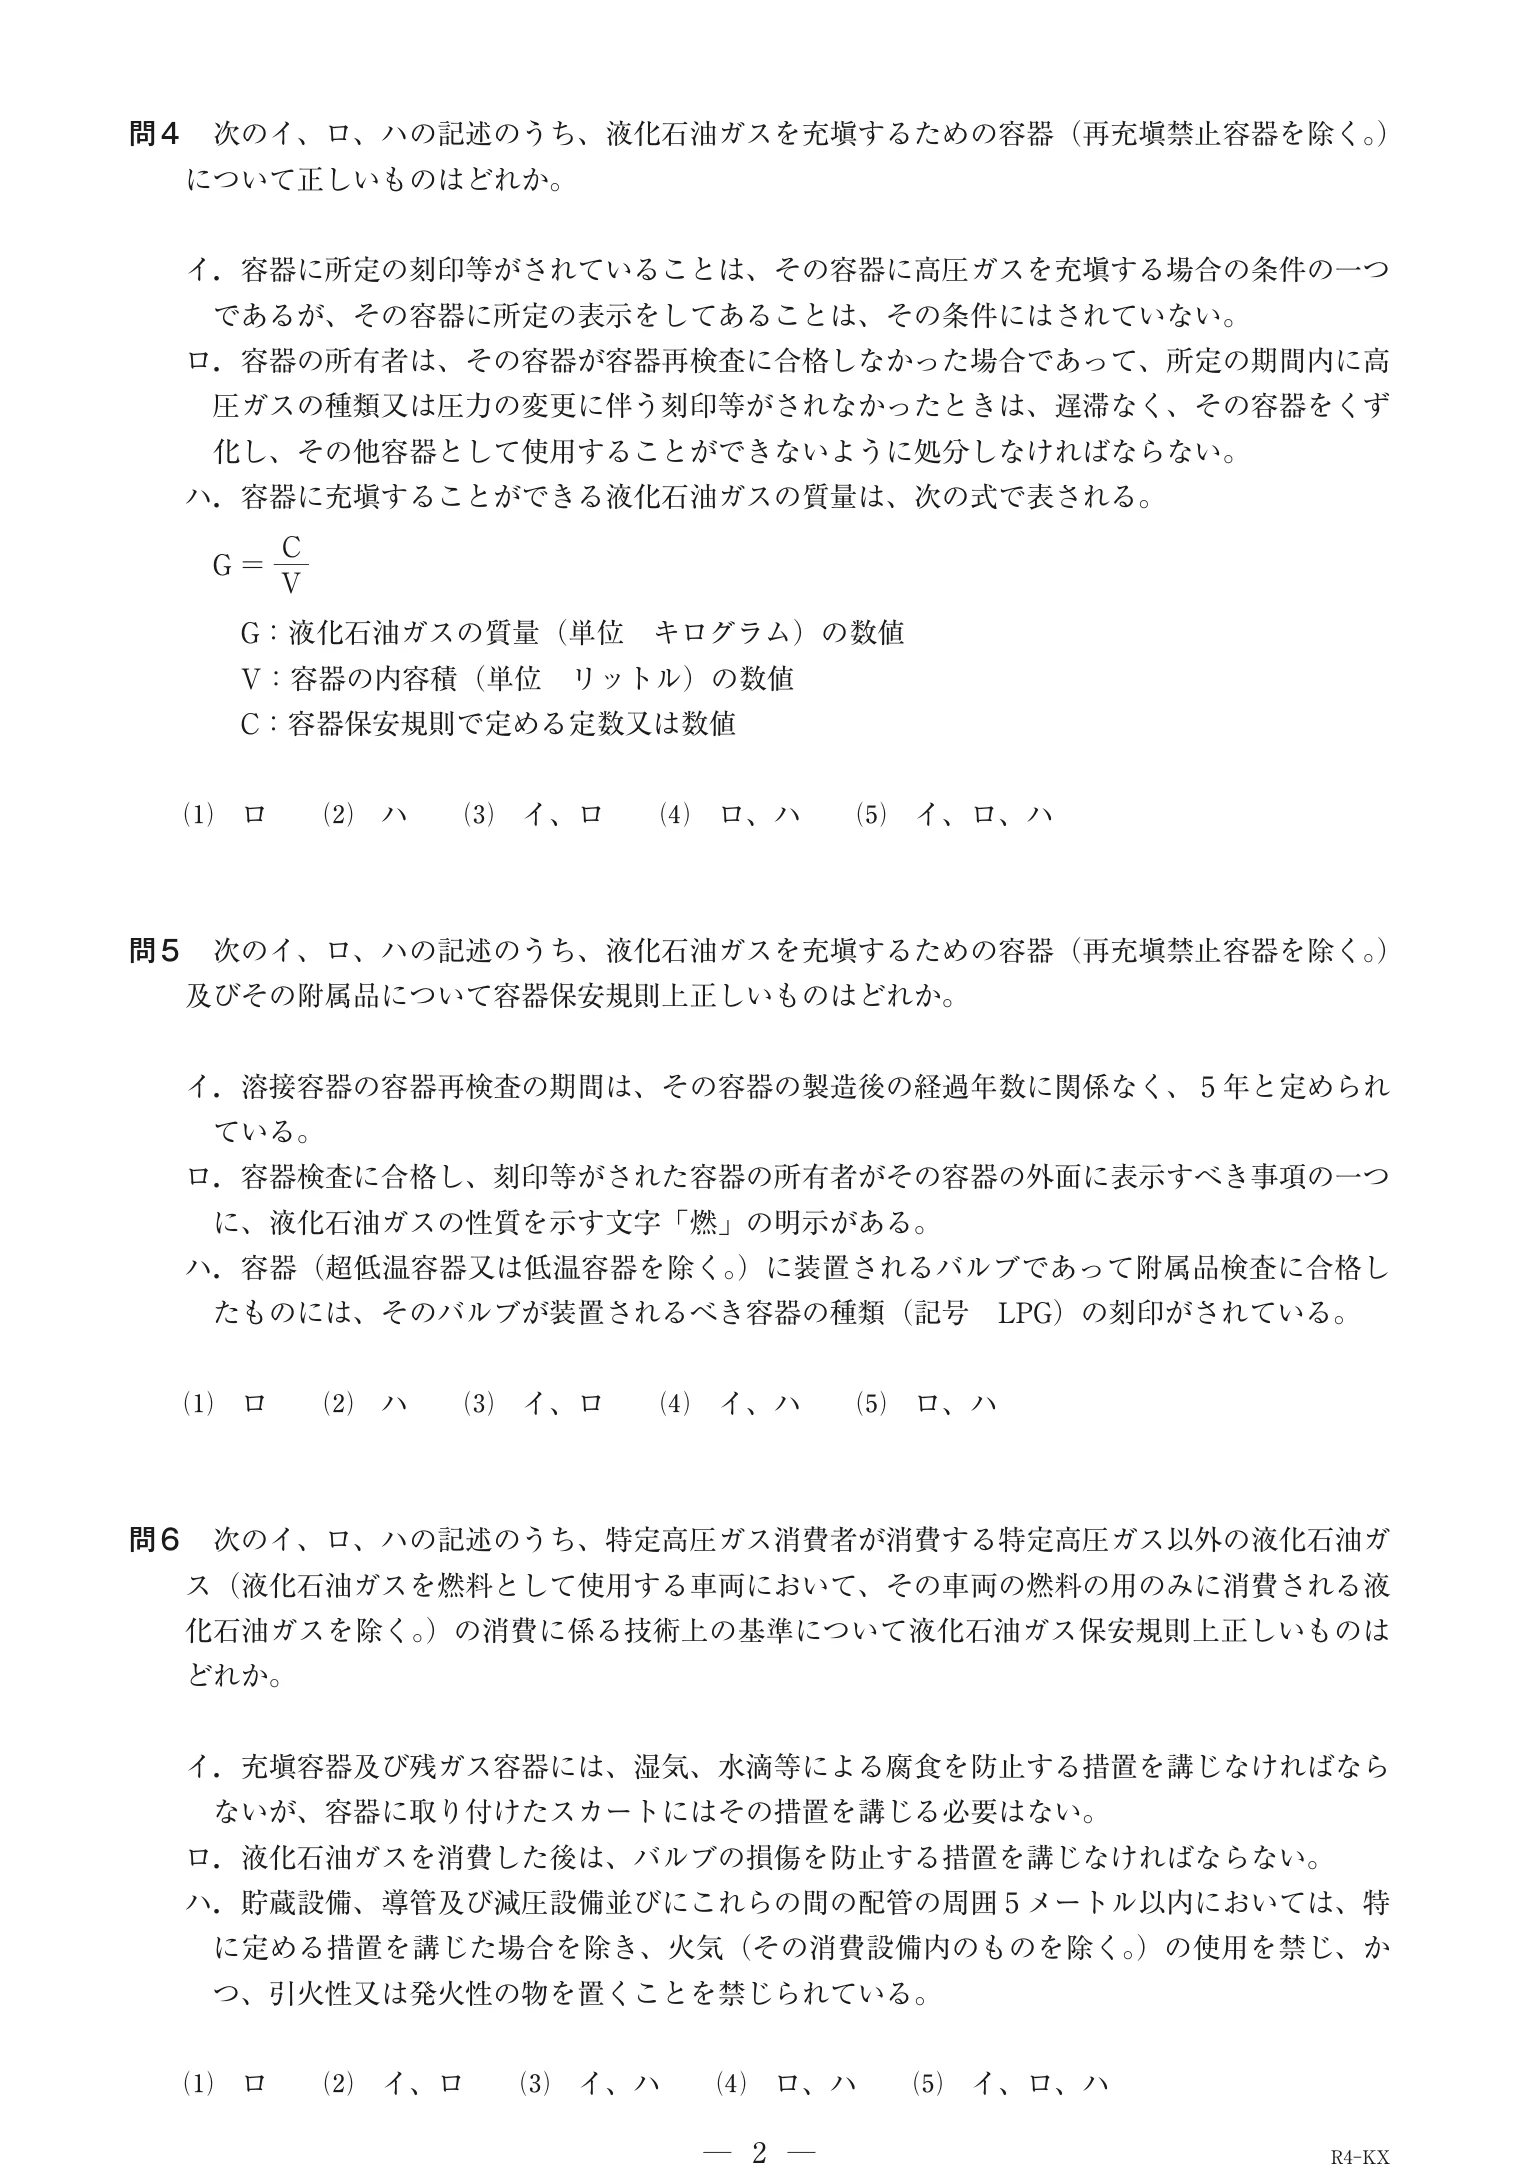 問4　次のイ、ロ、ハの記述のうち、液化石油ガスを充塡するための容器（再充塡禁止容器を除く。）
について正しいものはどれか。
イ．容器に所定の刻印等がされていることは、その容器に高圧ガスを充塡する場合の条件の一つ
であるが、その容器に所定の表示をしてあることは、その条件にはされていない。
ロ．容器の所有者は、その容器が容器再検査に合格しなかった場合であって、所定の期間内に高
圧ガスの種類又は圧力の変更に伴う刻印等がされなかったときは、遅滞なく、その容器をくず
化し、その他容器として使用することができないように処分しなければならない。
ハ．容器に充塡することができる液化石油ガスの質量は、次の式で表される。
G＝C/V
G：液化石油ガスの質量（単位　キログラム）の数値
V：容器の内容積（単位　リットル）の数値
C：容器保安規則で定める定数又は数値
(1)　ロ　　(2)　ハ　　(3)　イ、ロ　　(4)　ロ、ハ　　(5)　イ、ロ、ハ
問5　次のイ、ロ、ハの記述のうち、液化石油ガスを充塡するための容器（再充塡禁止容器を除く。）
及びその附属品について容器保安規則上正しいものはどれか。
イ．溶接容器の容器再検査の期間は、その容器の製造後の経過年数に関係なく、5年と定められ
ている。
ロ．容器検査に合格し、刻印等がされた容器の所有者がその容器の外面に表示すべき事項の一つ
に、液化石油ガスの性質を示す文字「燃」の明示がある。
ハ．容器（超低温容器又は低温容器を除く。）に装置されるバルブであって附属品検査に合格し
たものには、そのバルブが装置されるべき容器の種類（記号　LPG）の刻印がされている。
(1)　ロ　　(2)　ハ　　(3)　イ、ロ　　(4)　イ、ハ　　(5)　ロ、ハ
問6　次のイ、ロ、ハの記述のうち、特定高圧ガス消費者が消費する特定高圧ガス以外の液化石油ガ
ス（液化石油ガスを燃料として使用する車両において、その車両の燃料の用のみに消費される液
化石油ガスを除く。）の消費に係る技術上の基準について液化石油ガス保安規則上正しいものは
どれか。
イ．充塡容器及び残ガス容器には、湿気、水滴等による腐食を防止する措置を講じなければなら
ないが、容器に取り付けたスカートにはその措置を講じる必要はない。
ロ．液化石油ガスを消費した後は、バルブの損傷を防止する措置を講じなければならない。
ハ．貯蔵設備、導管及び減圧設備並びにこれらの間の配管の周囲5メートル以内においては、特
に定める措置を講じた場合を除き、火気（その消費設備内のものを除く。）の使用を禁じ、か
つ、引火性又は発火性の物を置くことを禁じられている。
(1)　ロ　　(2)　イ、ロ　　(3)　イ、ハ　　(4)　ロ、ハ　　(5)　イ、ロ、ハ
― 2 ―
R4-KX